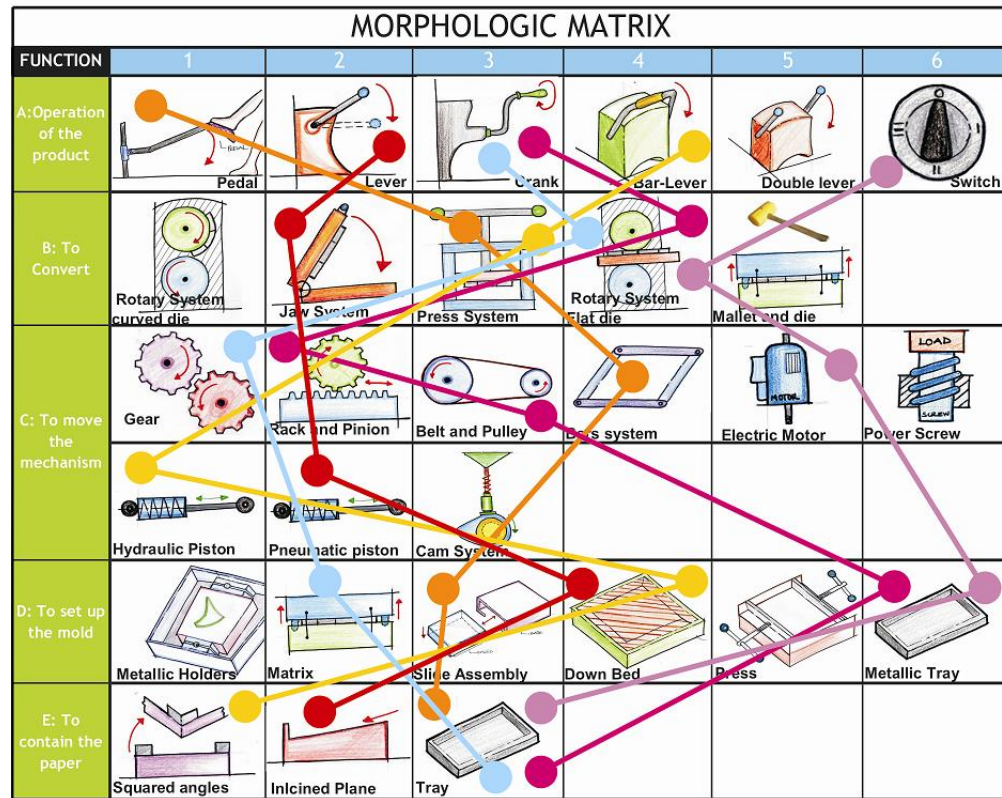 MORPHOLOGIC MATRIX
FUNCTION 1 2 3 4 5 6
A:Operation
of the
product
PEDAL
Pedal Lever Crank Bar-Lever Double lever Switch
B: To
Convert
Rotary System
curved die
Jaw System
Press System
Rotary System
Flat die
Mallet and die
C: To move
the
mechanism
LOAD
MOTOR
SCREW
Gear Rack and Pinion Belt and Pulley Bars system Electric Motor Power Screw
Hydraulic Piston Pneumatic piston Cam System
D: To set up
the mold
Metallic Holders Matrix Slide Assembly Down Bed Press Metallic Tray
E: To
contain the
paper
Squared angles Inlcined Plane Tray